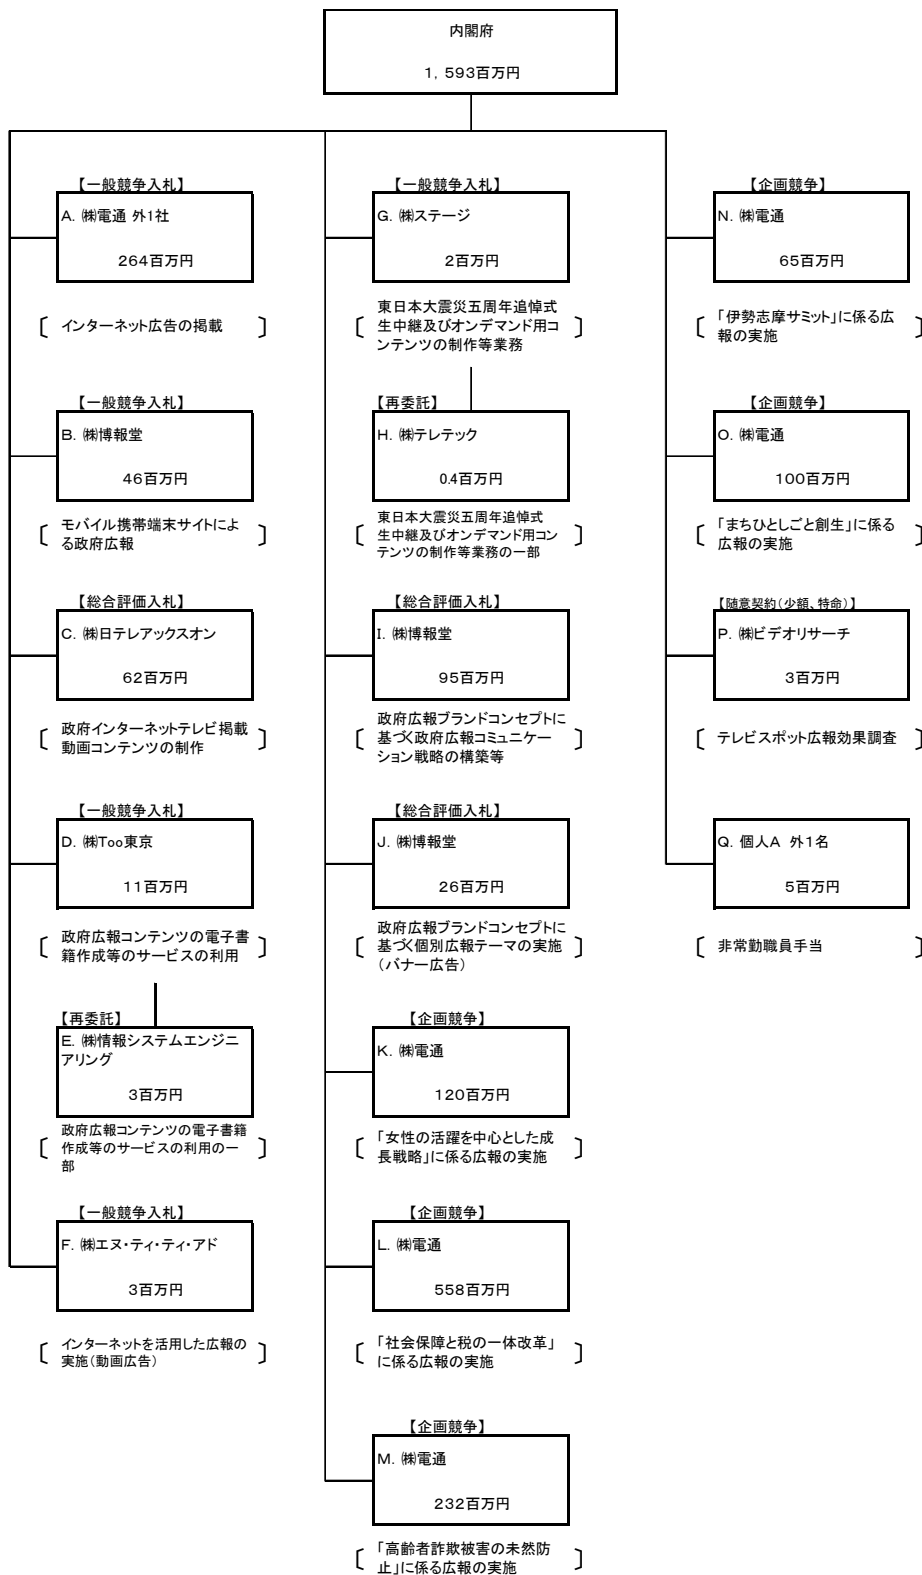 内閣府
1，593百万円
【一般競争入札】
A．㈱電通 外1社
264百万円
インターネット広告の掲載
【一般競争入札】
B．㈱博報堂
46百万円
モバイル携帯端末サイトによ
る政府広報
【総合評価入札】
C．㈱日テレアックスオン
62百万円
政府インターネットテレビ掲載
動画コンテンツの制作
【一般競争入札】
D．㈱Too東京
11百万円
政府広報コンテンツの電子書
籍作成等のサービスの利用
【再委託】
E．㈱情報システムエンジニ
アリング
3百万円
政府広報コンテンツの電子書籍
作成等のサービスの利用の一
部
【一般競争入札】
F．㈱エヌ・ティ・ティ・アド
3百万円
インターネットを活用した広報の
実施（動画広告）
【一般競争入札】
G．㈱ステージ
2百万円
東日本大震災五周年追悼式
生中継及びオンデマンド用コ
ンテンツの制作等業務
【再委託】
H．㈱テレテック
0.4百万円
東日本大震災五周年追悼式
生中継及びオンデマンド用コン
テンツの制作等業務の一部
【総合評価入札】
I．㈱博報堂
95百万円
政府広報ブランドコンセプトに
基づく政府広報コミュニケー
ション戦略の構築等
【総合評価入札】
J．㈱博報堂
26百万円
政府広報ブランドコンセプトに
基づく個別広報テーマの実施
（バナー広告）
【企画競争】
K．㈱電通
120百万円
「女性の活躍を中心とした成
長戦略」に係る広報の実施
【企画競争】
L．㈱電通
558百万円
「社会保障と税の一体改革」
に係る広報の実施
【企画競争】
M．㈱電通
232百万円
「高齢者詐欺被害の未然防
止」に係る広報の実施
【企画競争】
N．㈱電通
65百万円
「伊勢志摩サミット」に係る広
報の実施
【企画競争】
O．㈱電通
100百万円
「まちひとしごと創生」に係る
広報の実施
【随意契約（少額、特命）】
P．㈱ビデオリサーチ
3百万円
テレビスポット広報効果調査
Q．個人A 外1名
5百万円
非常勤職員手当